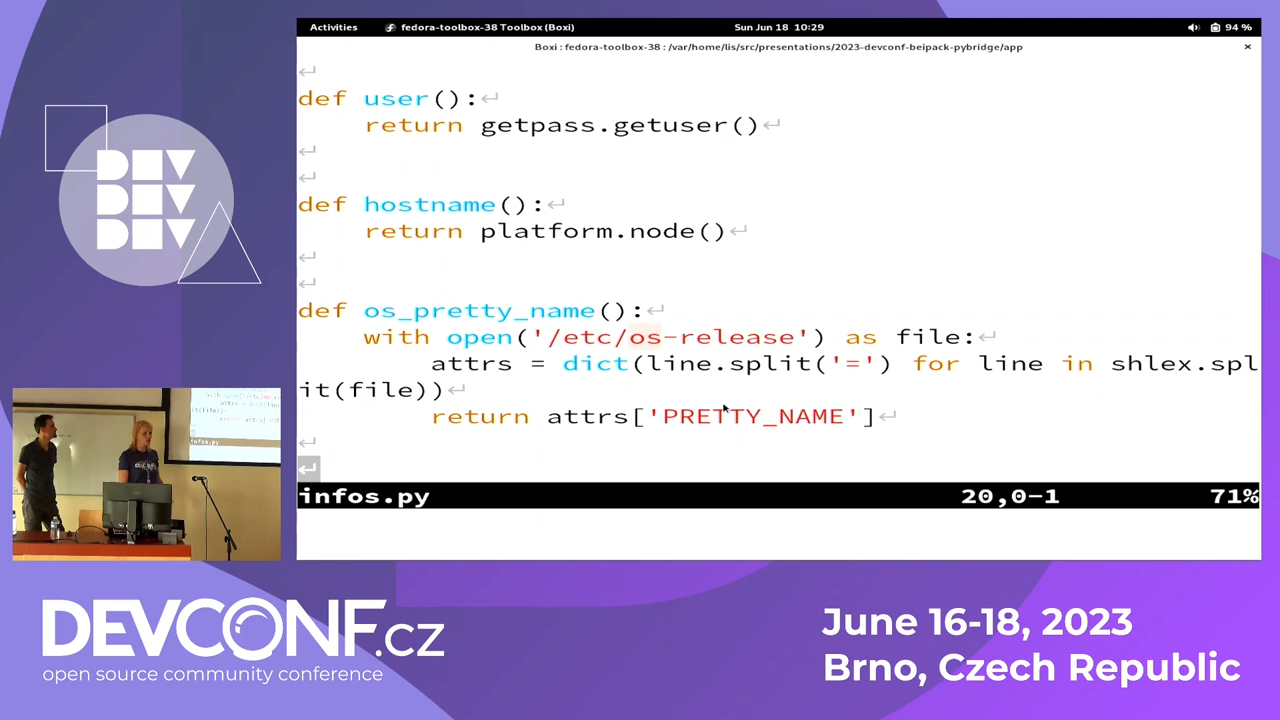 Activities fedora-toolbox-38 Toolbox (Boxi) Sun Jun 18 10:29 94 %
Boxi : fedora-toolbox-38 : /var/home/lis/src/presentations/2023-devconf-beipack-pybridge/app ×
def user():
return getpass.getuser()
def hostname():
return platform.node()
def os_pretty_name():
with open('/etc/os-release') as file:
attrs = dict(line.split('=') for line in shlex.spl
it(file))
return attrs['PRETTY_NAME']
infos.py 20,0-1 71%
DEV
DEV
DEV
DEVCONF.cz
open source community conference
June 16-18, 2023
Brno, Czech Republic